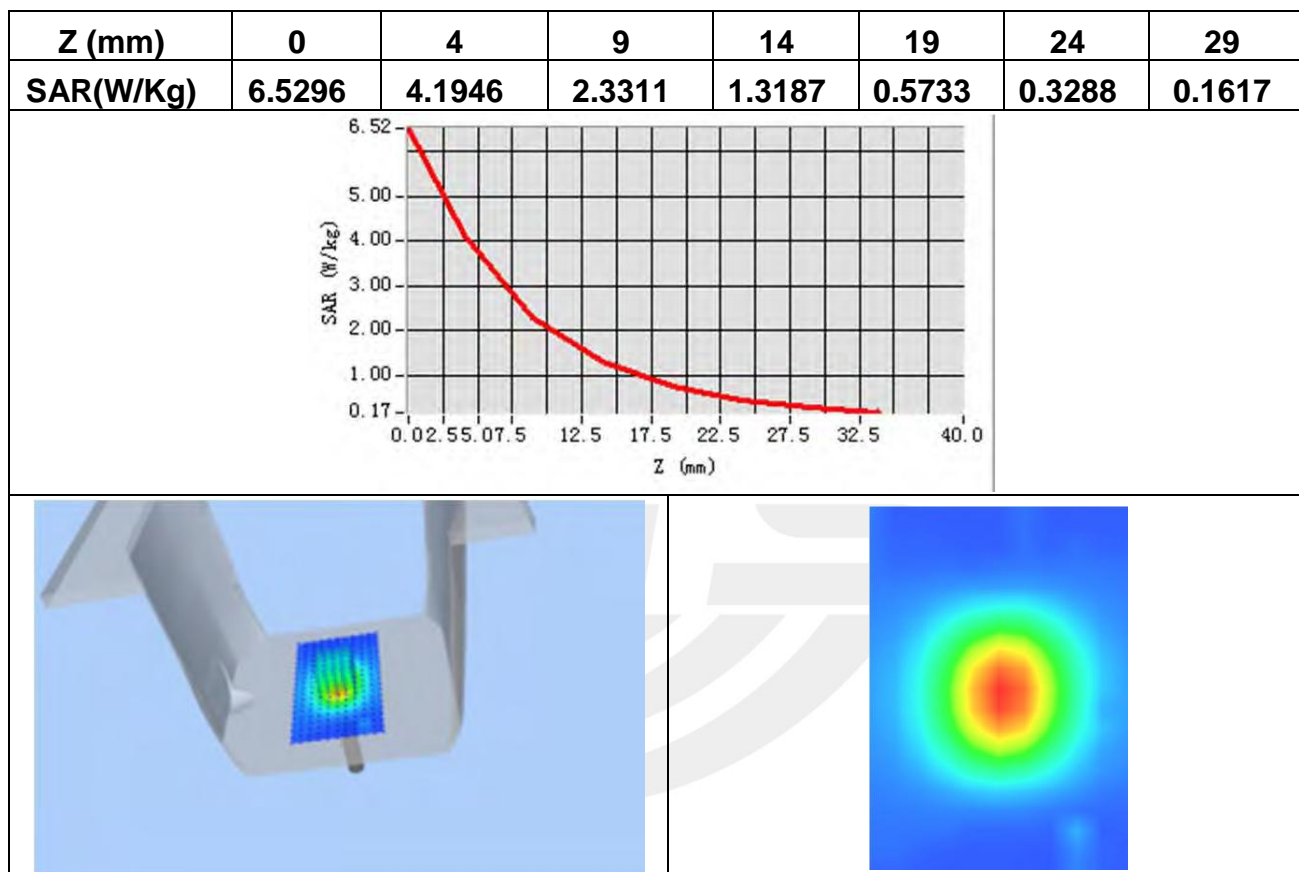 Z (mm) 0 4 9 14 19 24 29
SAR(W/Kg) 6.5296 4.1946 2.3311 1.3187 0.5733 0.3288 0.1617
6.52
5.00
4.00
3.00
2.00
1.00
0.17
SAR (W/kg)
0.0 2.5 5.0 7.5 12.5 17.5 22.5 27.5 32.5 40.0
Z (mm)